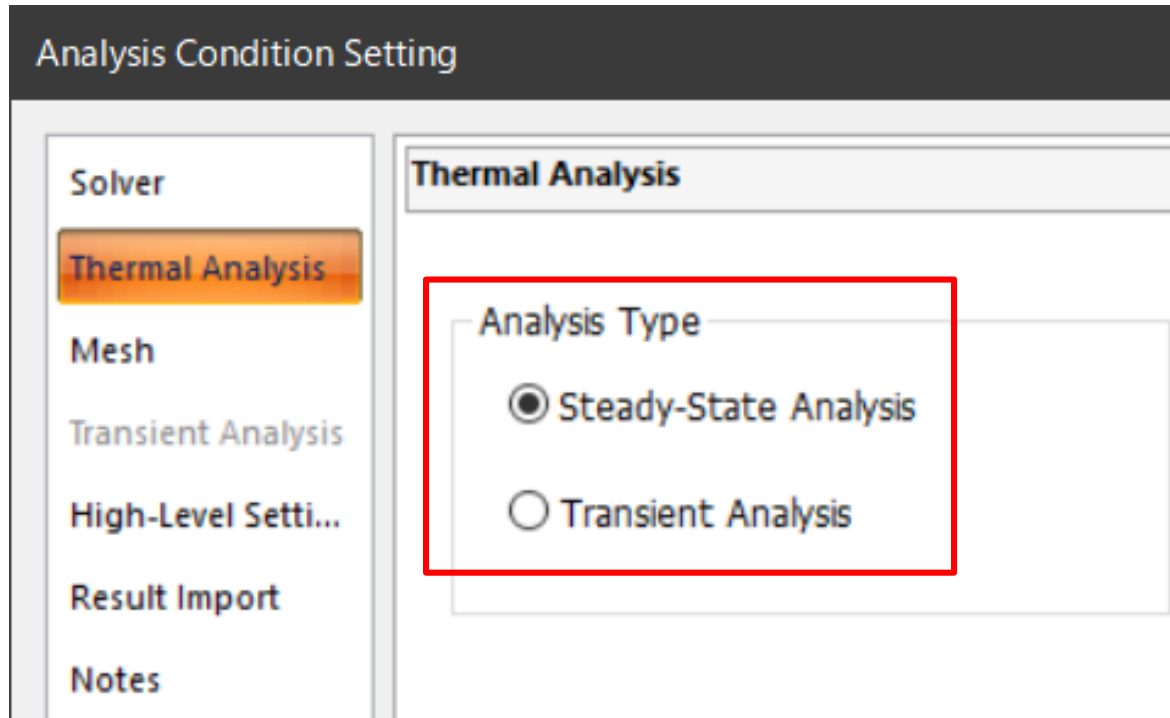 Analysis Condition Setting
Solver
Thermal Analysis
Mesh
Transient Analysis
High-Level Setti...
Result Import
Notes
Thermal Analysis
Analysis Type
Steady-State Analysis
Transient Analysis